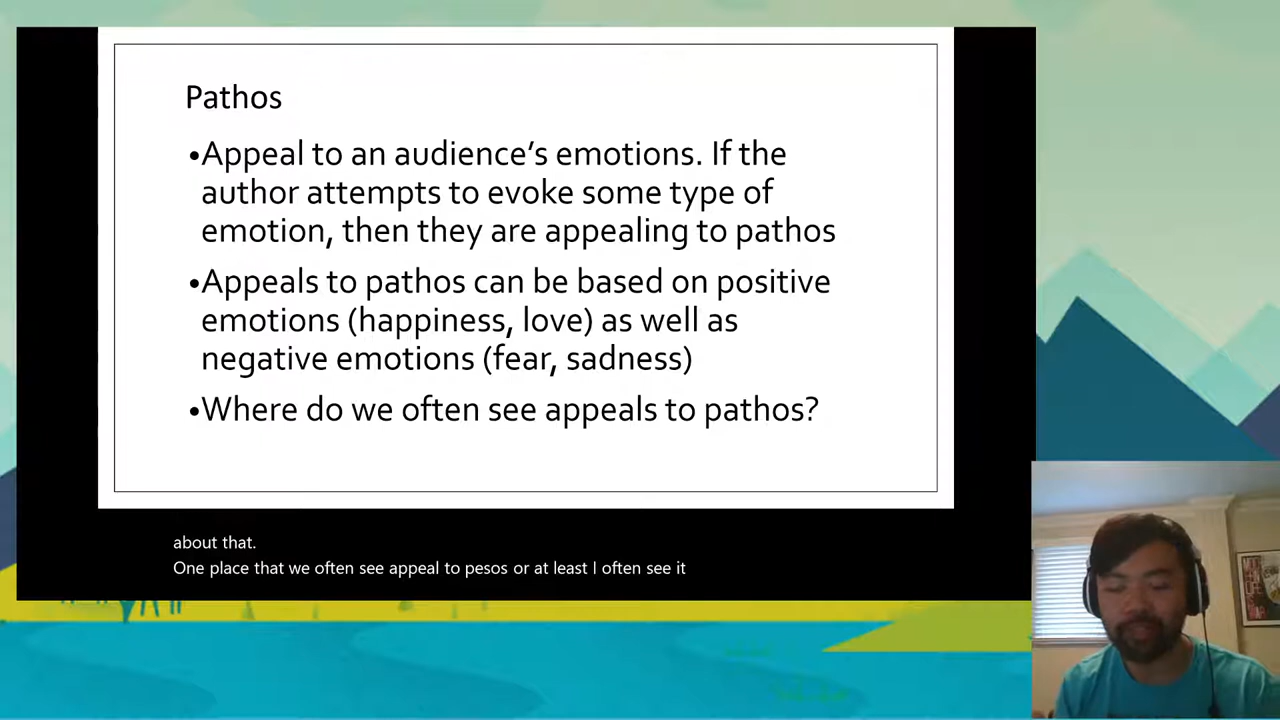 Pathos
•Appeal to an audience’s emotions. If the
author attempts to evoke some type of
emotion, then they are appealing to pathos
•Appeals to pathos can be based on positive
emotions (happiness, love) as well as
negative emotions (fear, sadness)
•Where do we often see appeals to pathos?
about that.
One place that we often see appeal to pesos or at least I often see it